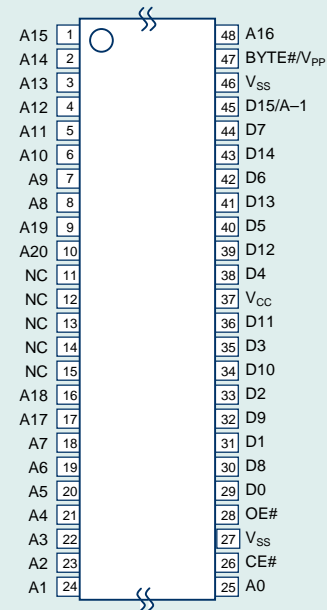 A15 1 48 A16
A14 2 47 BYTE#/VPP
A13 3 46 VSS
A12 4 45 D15/A–1
A11 5 44 D7
A10 6 43 D14
A9 7 42 D6
A8 8 41 D13
A19 9 40 D5
A20 10 39 D12
NC 11 38 D4
NC 12 37 VCC
NC 13 36 D11
NC 14 35 D3
NC 15 34 D10
A18 16 33 D2
A17 17 32 D9
A7 18 31 D1
A6 19 30 D8
A5 20 29 D0
A4 21 28 OE#
A3 22 27 VSS
A2 23 26 CE#
A1 24 25 A0